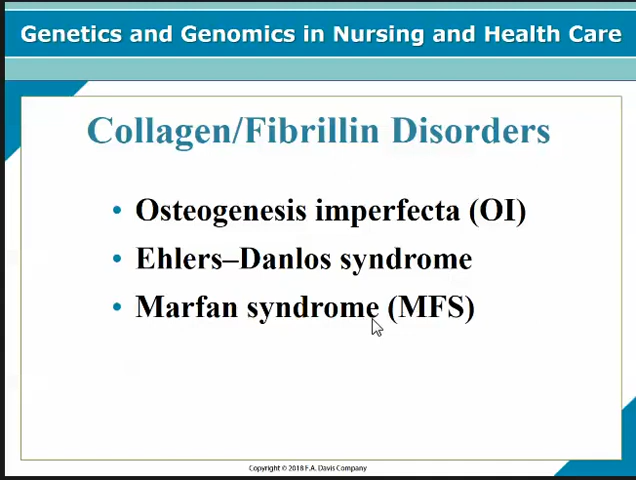 Genetics and Genomics in Nursing and Health Care
Collagen/Fibrillin Disorders
• Osteogenesis imperfecta (OI)
• Ehlers–Danlos syndrome
• Marfan syndrome (MFS)
Copyright © 2018 F.A. Davis Company